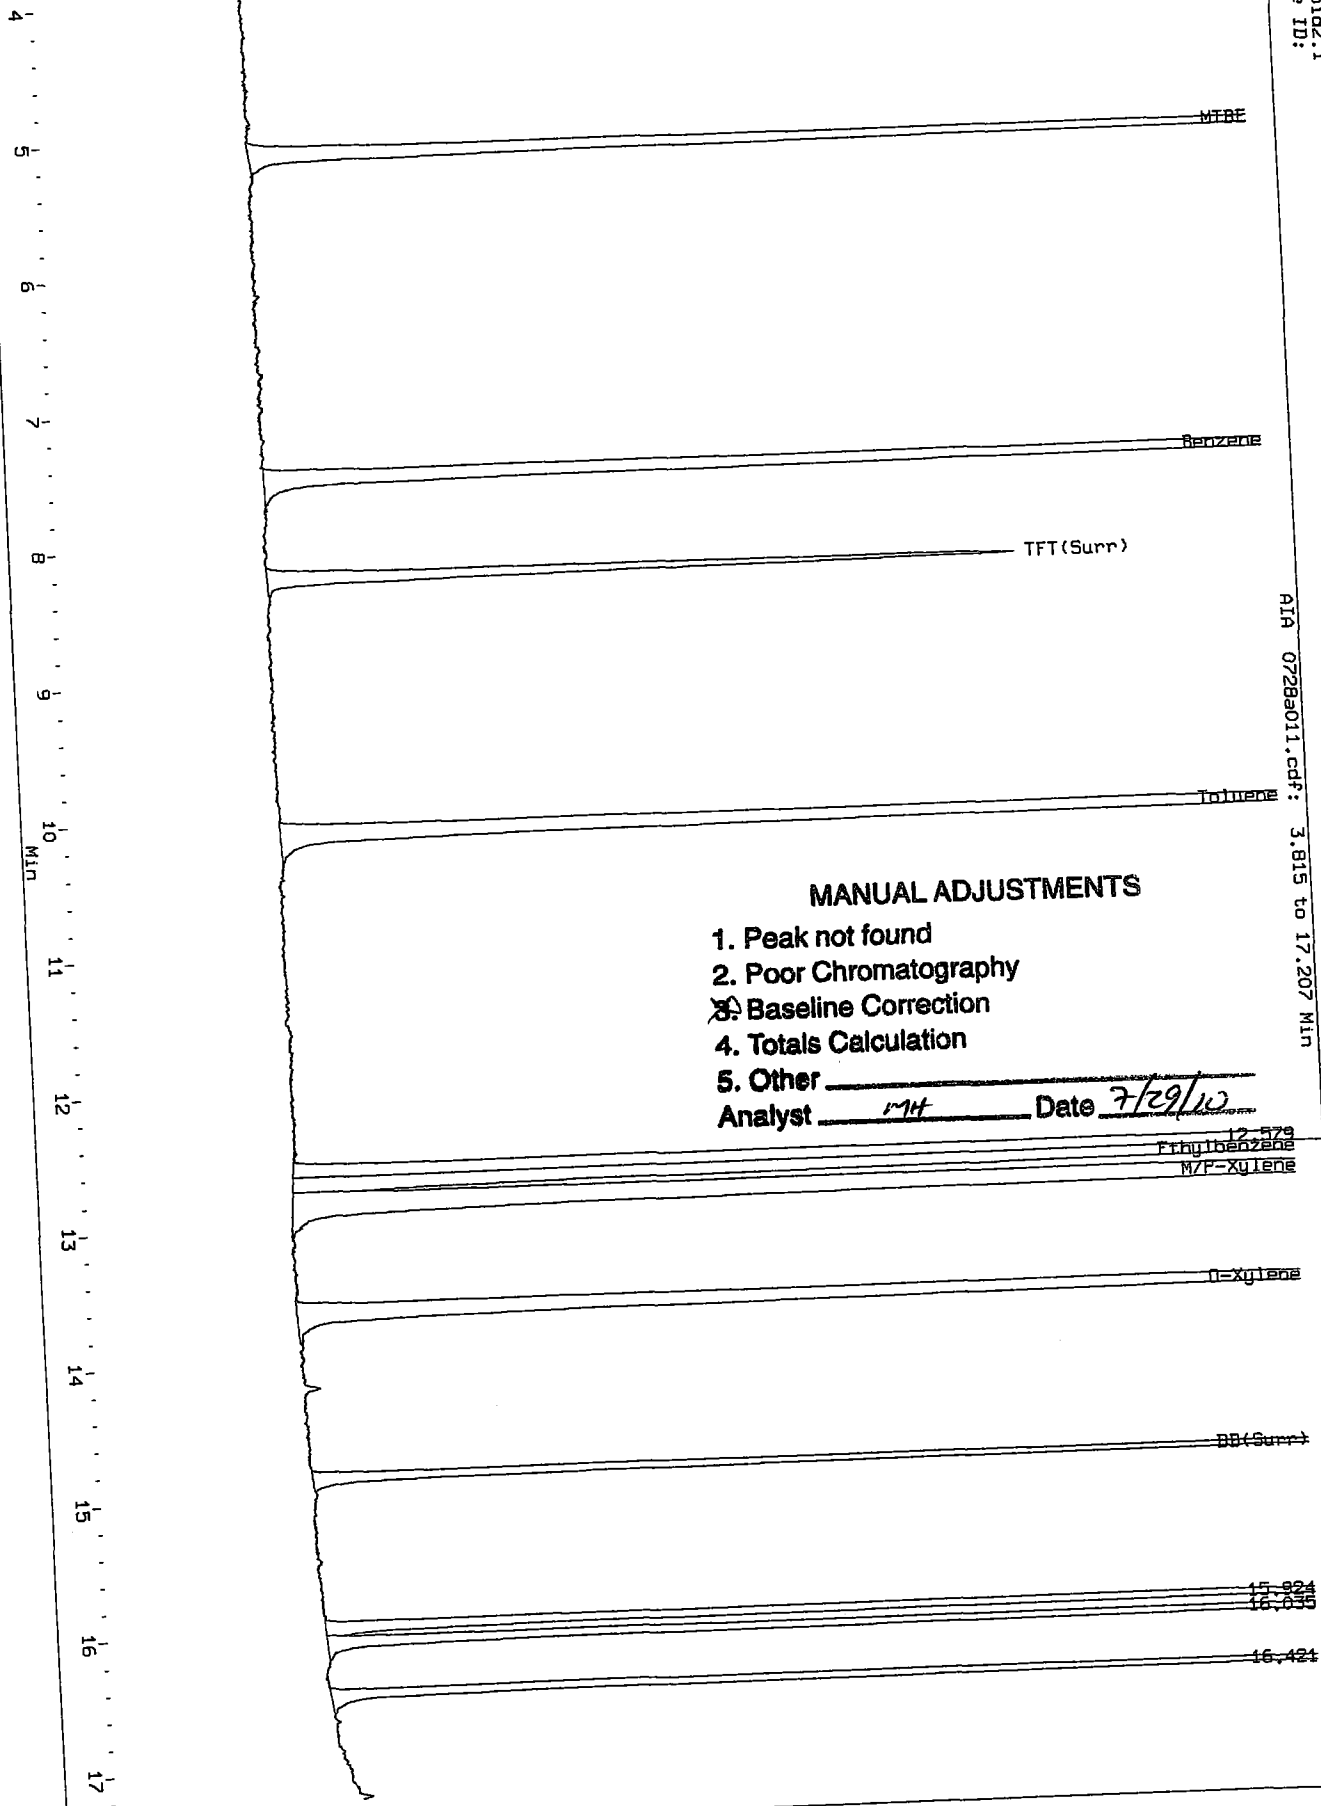 ID:
MTBE
Benzene
TFT(Surr)
Toluene
AIA 0728a011.cdf: 3.815 to 17.207 Min
MANUAL ADJUSTMENTS
1. Peak not found
2. Poor Chromatography
3. Baseline Correction
4. Totals Calculation
5. Other
Analyst MH Date 7/29/10
12.579
Ethylbenzene
M/P-Xylene
O-Xylene
BB(Surr)
15.924
16.035
16.421
4
5
6
7
8
9
10
11
12
13
14
15
16
17
Min